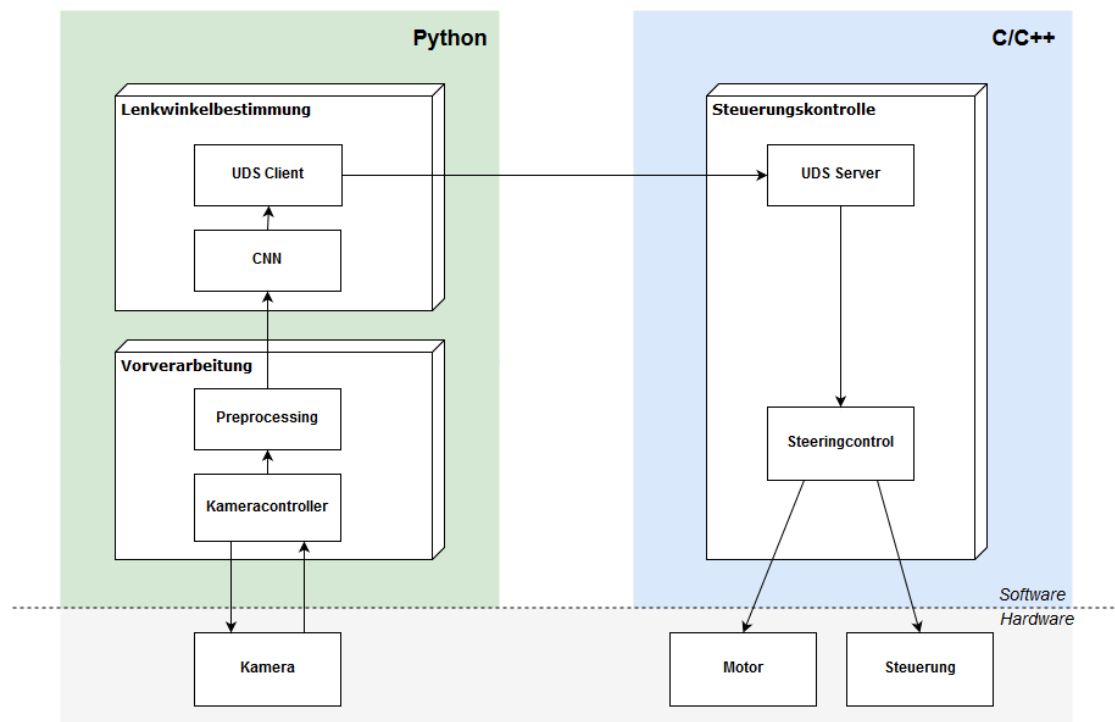 Python
C/C++
Lenkwinkelbestimmung
UDS Client
CNN
Vorverarbeitung
Preprocessing
Kameracontroller
Steuerungskontrolle
UDS Server
Steeringcontrol
Software
Hardware
Kamera
Motor
Steuerung